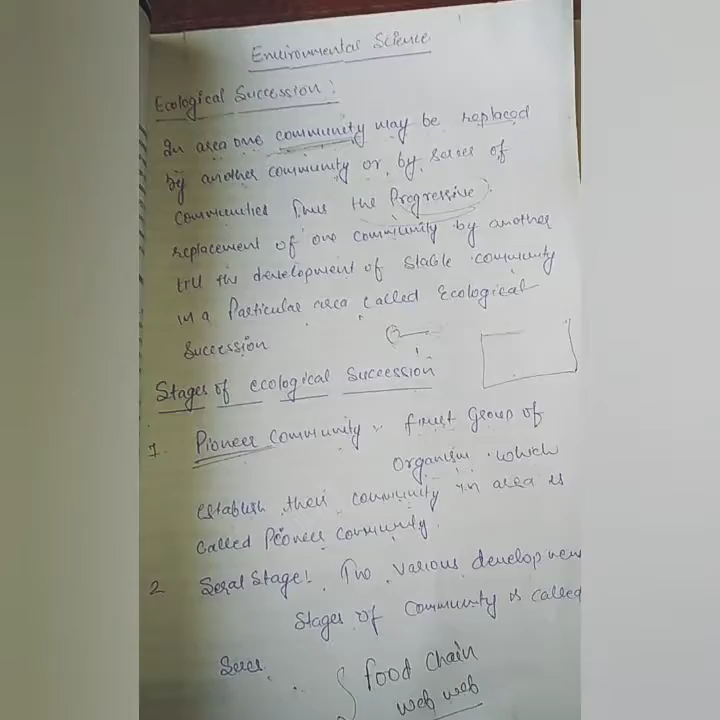 Environmental Science
Ecological Succession:
In area one community may be replaced
by another community or by series of
communities Thus the Progressive
replacement of one community by another
till the development of stable community
in a Particular area called Ecological
Succession
Stages of ecological Succession
1. Pioneer Community : first group of
organism which
establish their community in area is
called Pioneer community.
2 Seral Stage: The various developmen
Stages of Community is called
food chain
web web